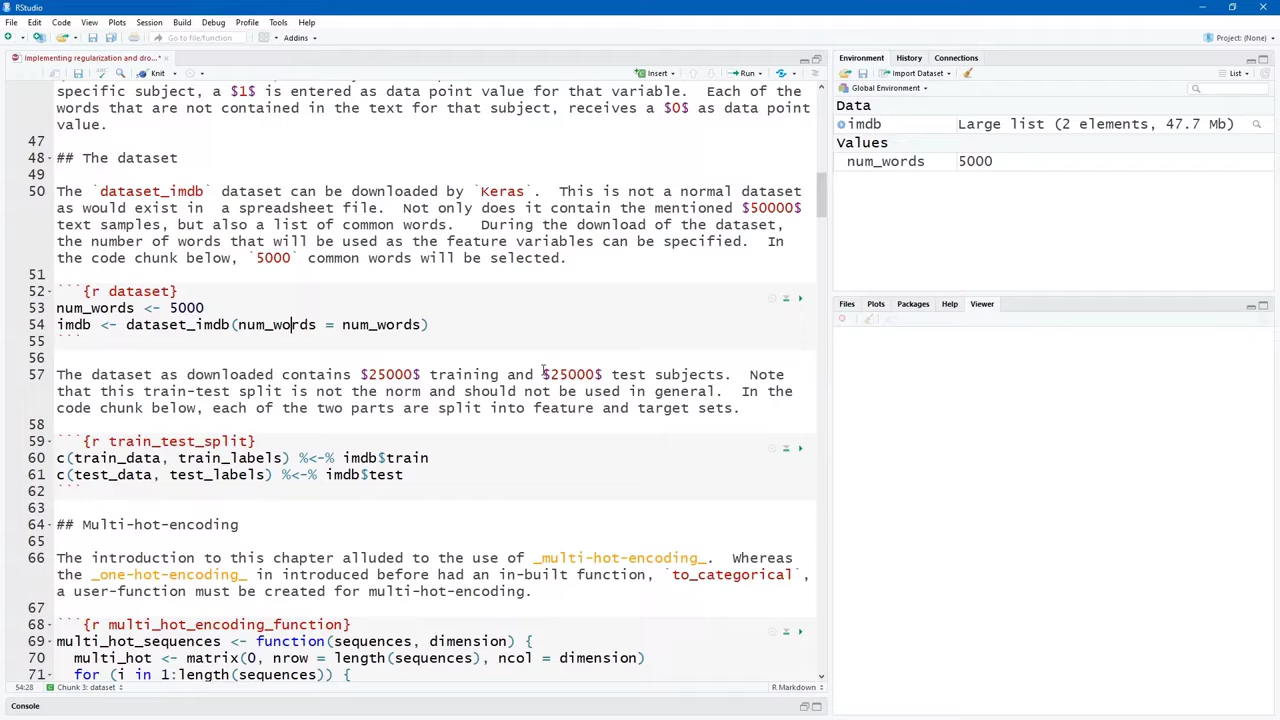 RStudio
File Edit Code View Plots Session Build Debug Profile Tools Help
Go to file/function Addins Project: (None)
Implementing regularization and dro...*
Knit Insert Run
specific subject, a $1$ is entered as data point value for that variable.  Each of the
words that are not contained in the text for that subject, receives a $0$ as data point
value.
47
48 ## The dataset
49
50 The `dataset_imdb` dataset can be downloaded by `Keras`.  This is not a normal dataset
as would exist in  a spreadsheet file.  Not only does it contain the mentioned $50000$
text samples, but also a list of common words.   During the download of the dataset,
the number of words that will be used as the feature variables can be specified.  In
the code chunk below, `5000` common words will be selected.
51
52 ```{r dataset}
53 num_words <- 5000
54 imdb <- dataset_imdb(num_words = num_words)
55 ```
56
57 The dataset as downloaded contains $25000$ training and $25000$ test subjects.  Note
that this train-test split is not the norm and should not be used in general.  In the
code chunk below, each of the two parts are split into feature and target sets.
58
59 ```{r train_test_split}
60 c(train_data, train_labels) %<-% imdb$train
61 c(test_data, test_labels) %<-% imdb$test
62 ```
63
64 ## Multi-hot-encoding
65
66 The introduction to this chapter alluded to the use of _multi-hot-encoding_.  Whereas
the _one-hot-encoding_ in introduced before had an in-built function, `to_categorical`,
a user-function must be created for multi-hot-encoding.
67
68 ```{r multi_hot_encoding_function}
69 multi_hot_sequences <- function(sequences, dimension) {
70   multi_hot <- matrix(0, nrow = length(sequences), ncol = dimension)
71   for (i in 1:length(sequences)) {
54:28 Chunk 3: dataset R Markdown
Console
Environment History Connections
Import Dataset List
Global Environment
Data
imdb Large list (2 elements, 47.7 Mb)
Values
num_words 5000
Files Plots Packages Help Viewer